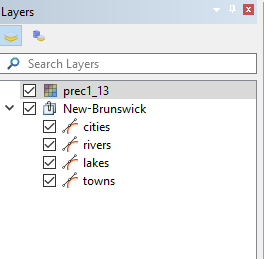 Layers
Search Layers
prec1_13
New-Brunswick
cities
rivers
lakes
towns